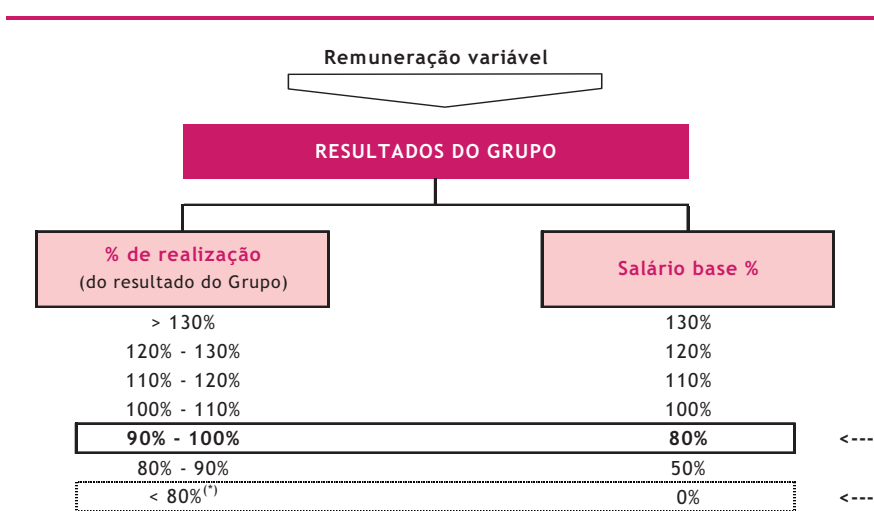 Remuneração variável
RESULTADOS DO GRUPO
% de realização
(do resultado do Grupo)
Salário base %
> 130% 130%
120% - 130% 120%
110% - 120% 110%
100% - 110% 100%
90% - 100% 80% <---
80% - 90% 50%
< 80%(*) 0% <---